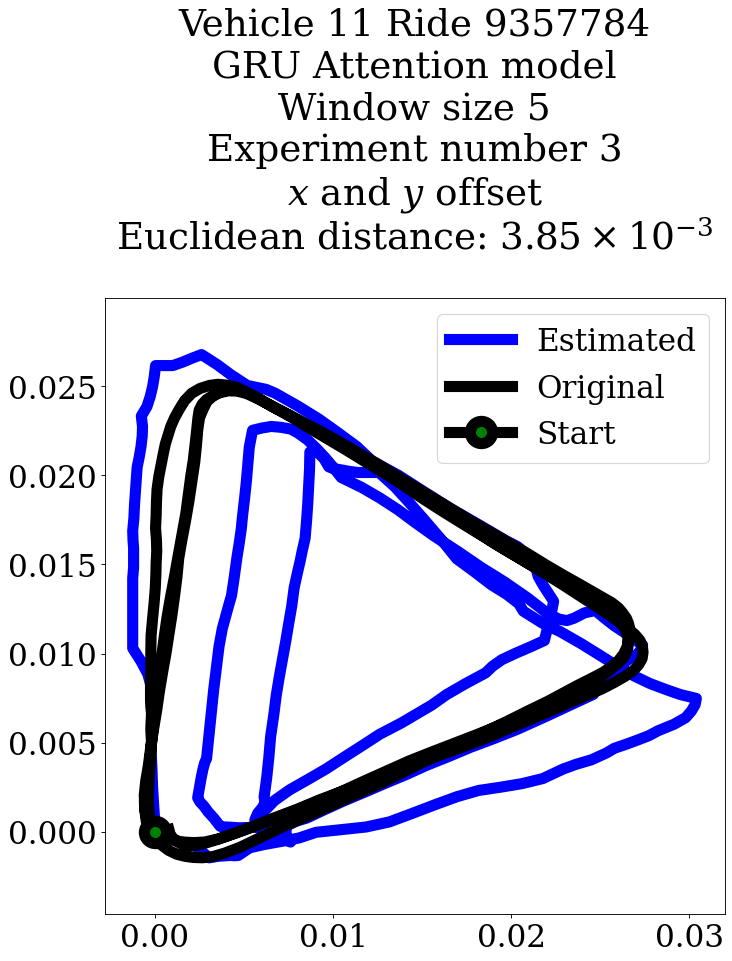 Vehicle 11 Ride 9357784
GRU Attention model
Window size 5
Experiment number 3
x and y offset
Euclidean distance: 3.85 × 10⁻³
Estimated
Original
Start
0.025
0.020
0.015
0.010
0.005
0.000
0.00 0.01 0.02 0.03